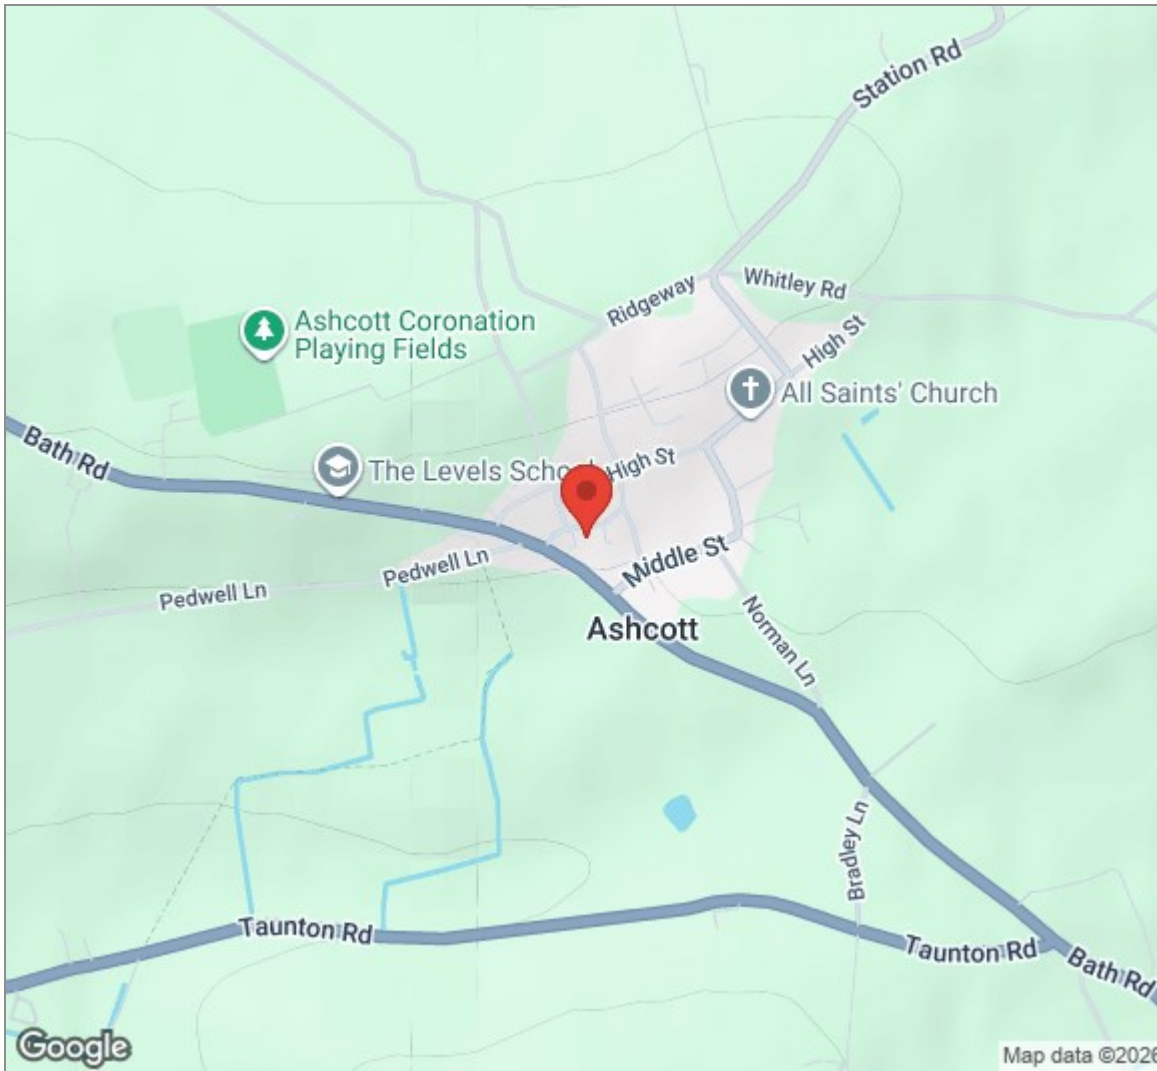 Station Rd
Ridgeway
Whitley Rd
Ashcott Coronation
Playing Fields
High St
All Saints' Church
Bath Rd
The Levels School
High St
Pedwell Ln
Middle St
Pedwell Ln
Ashcott
Norman Ln
Bradley Ln
Taunton Rd
Taunton Rd
Bath Rd
Google
Map data ©2026